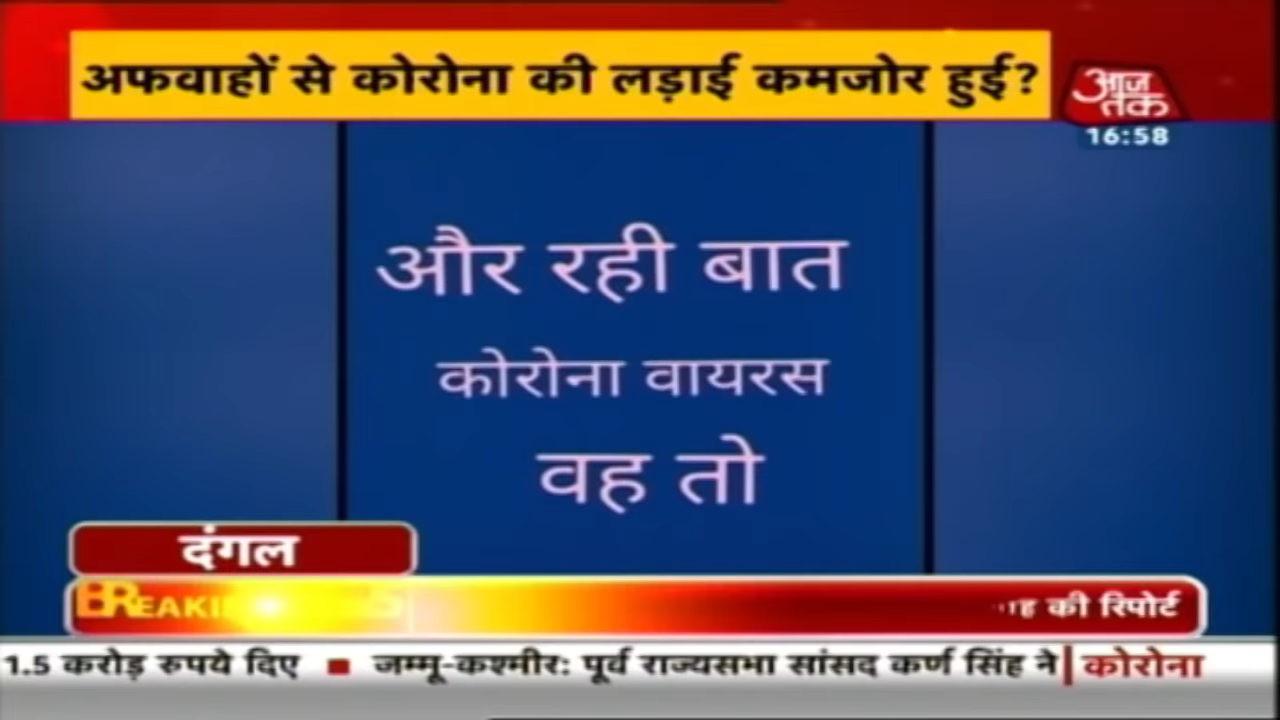 अफवाहों से कोरोना की लड़ाई कमजोर हुई?
आज
तक
16:58
और रही बात
कोरोना वायरस
वह तो
दंगल
की रिपोर्ट
1.5 करोड़ रुपये दिए ■ जम्मू-कश्मीर: पूर्व राज्यसभा सांसद कर्ण सिंह ने
कोरोना